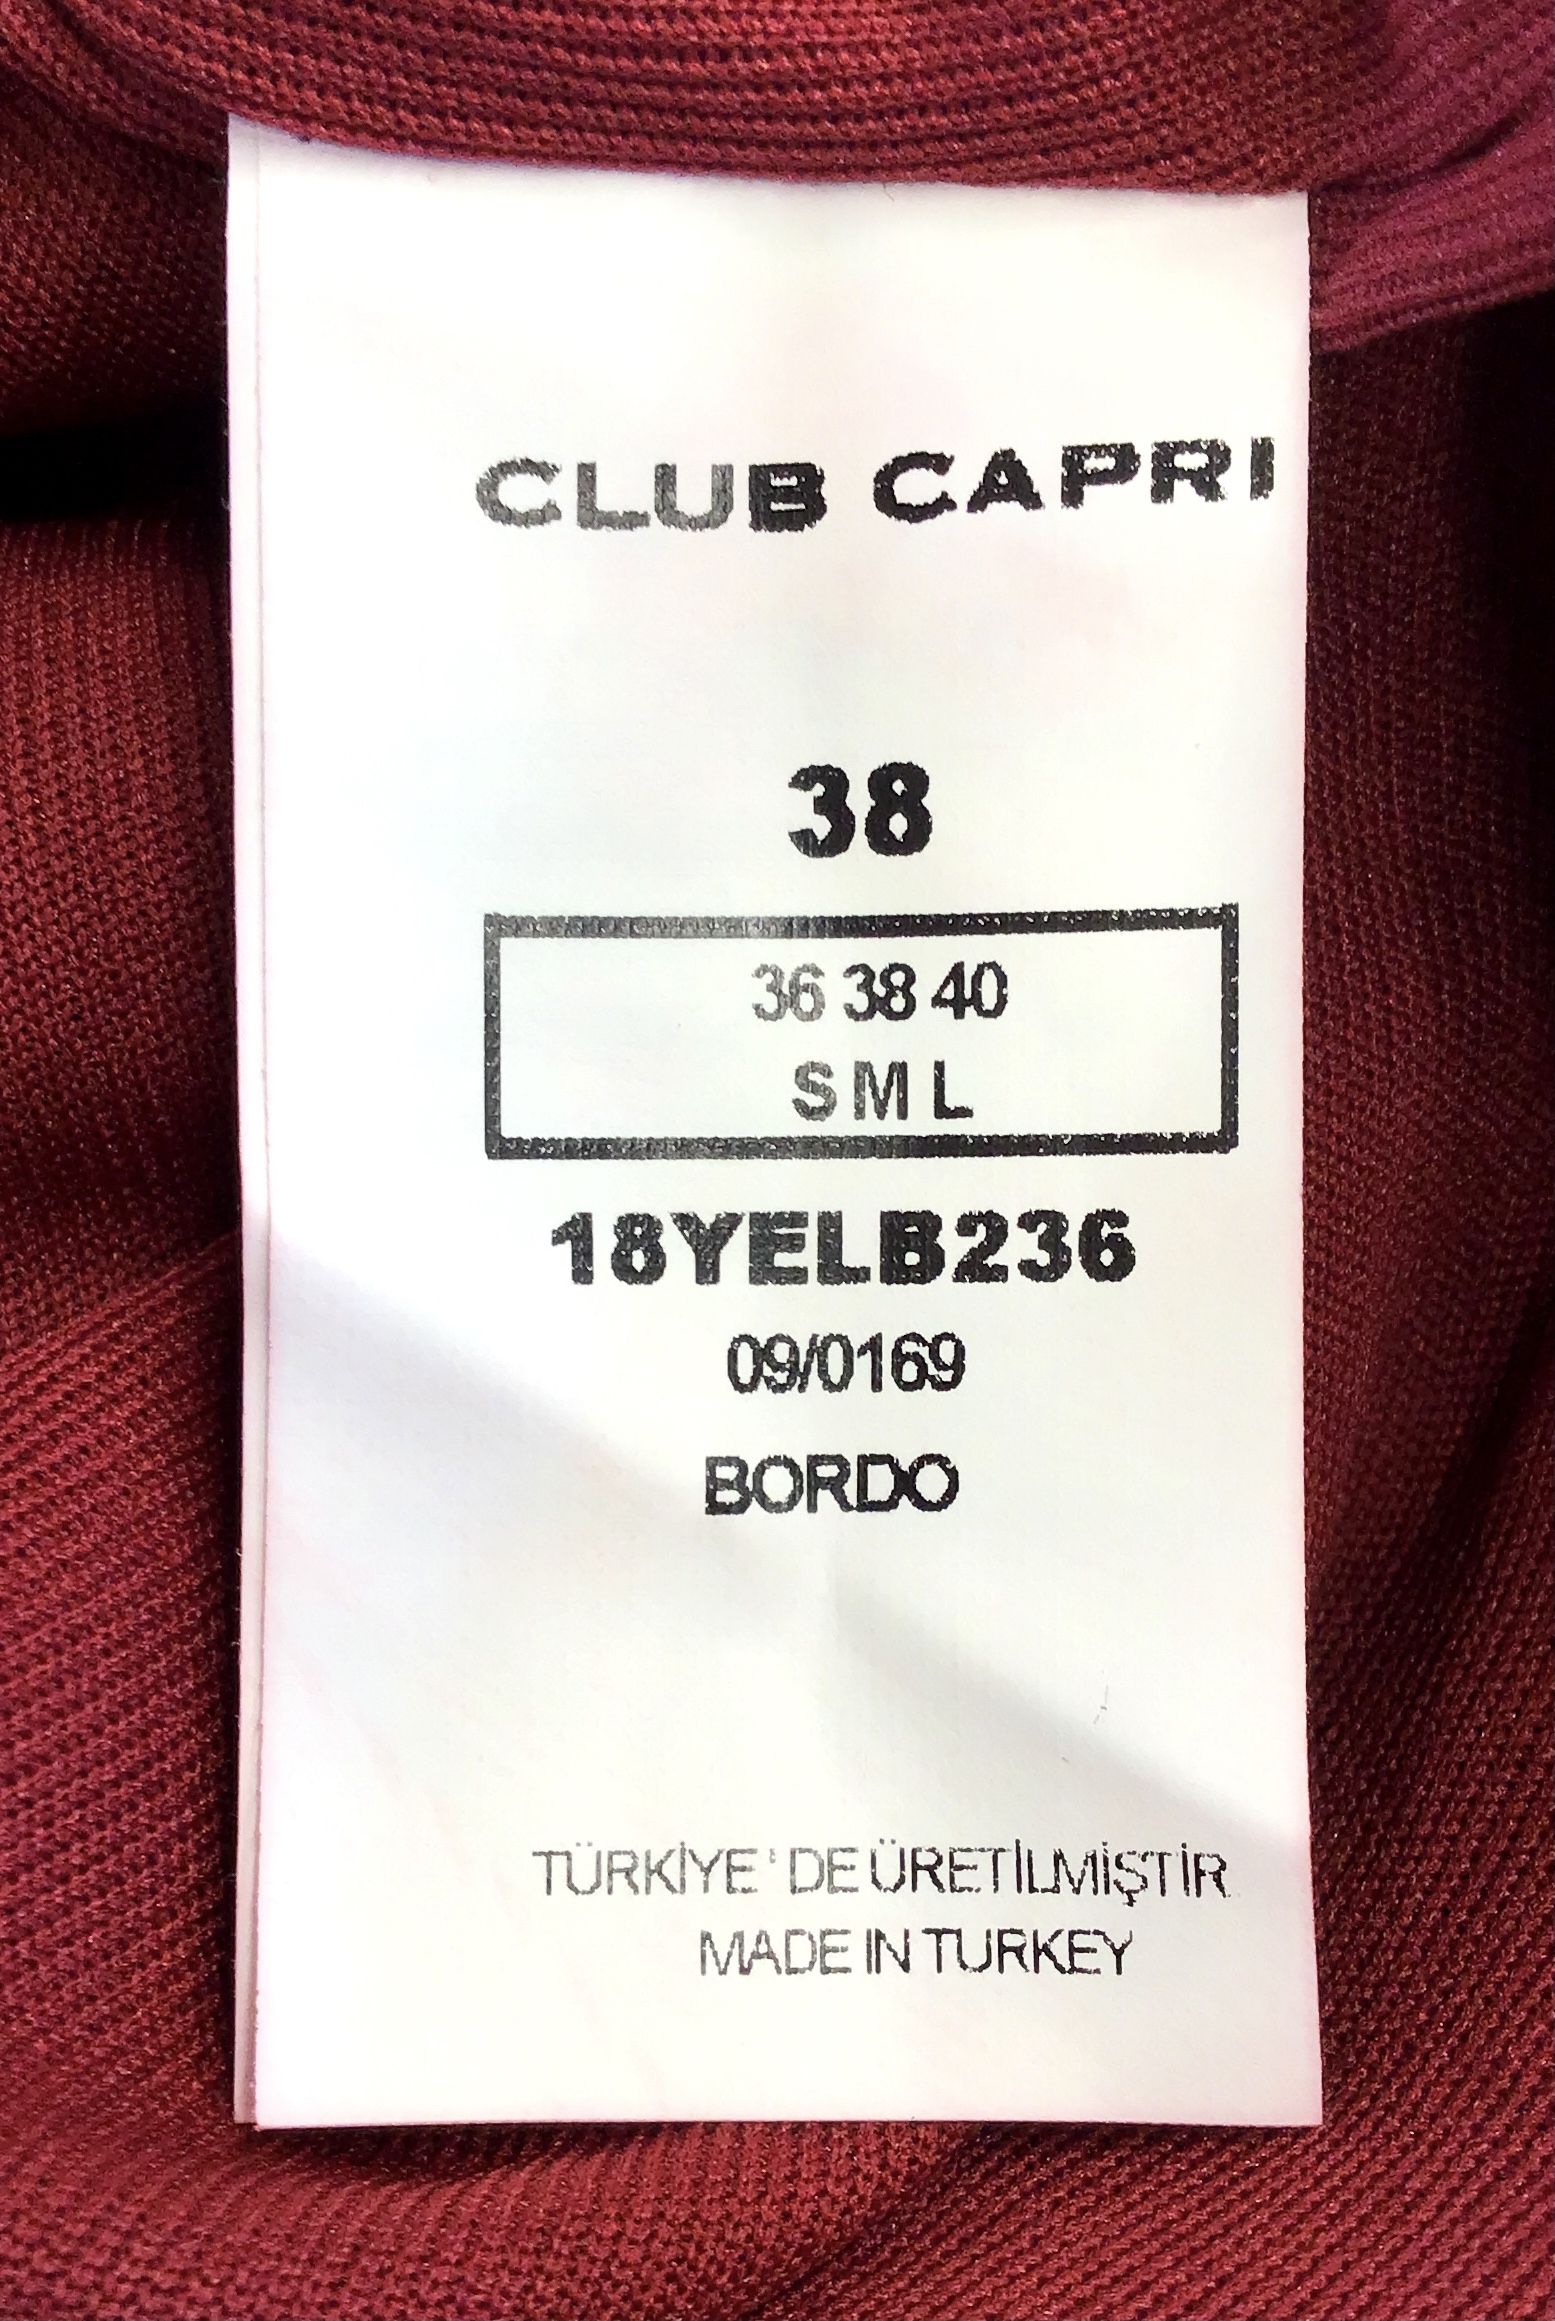 CLUB CAPRI
38
36 38 40
S M L
18YELB236
09/0169
BORDO
TÜRKİYE'DE ÜRETİLMİŞTİR
MADE IN TURKEY